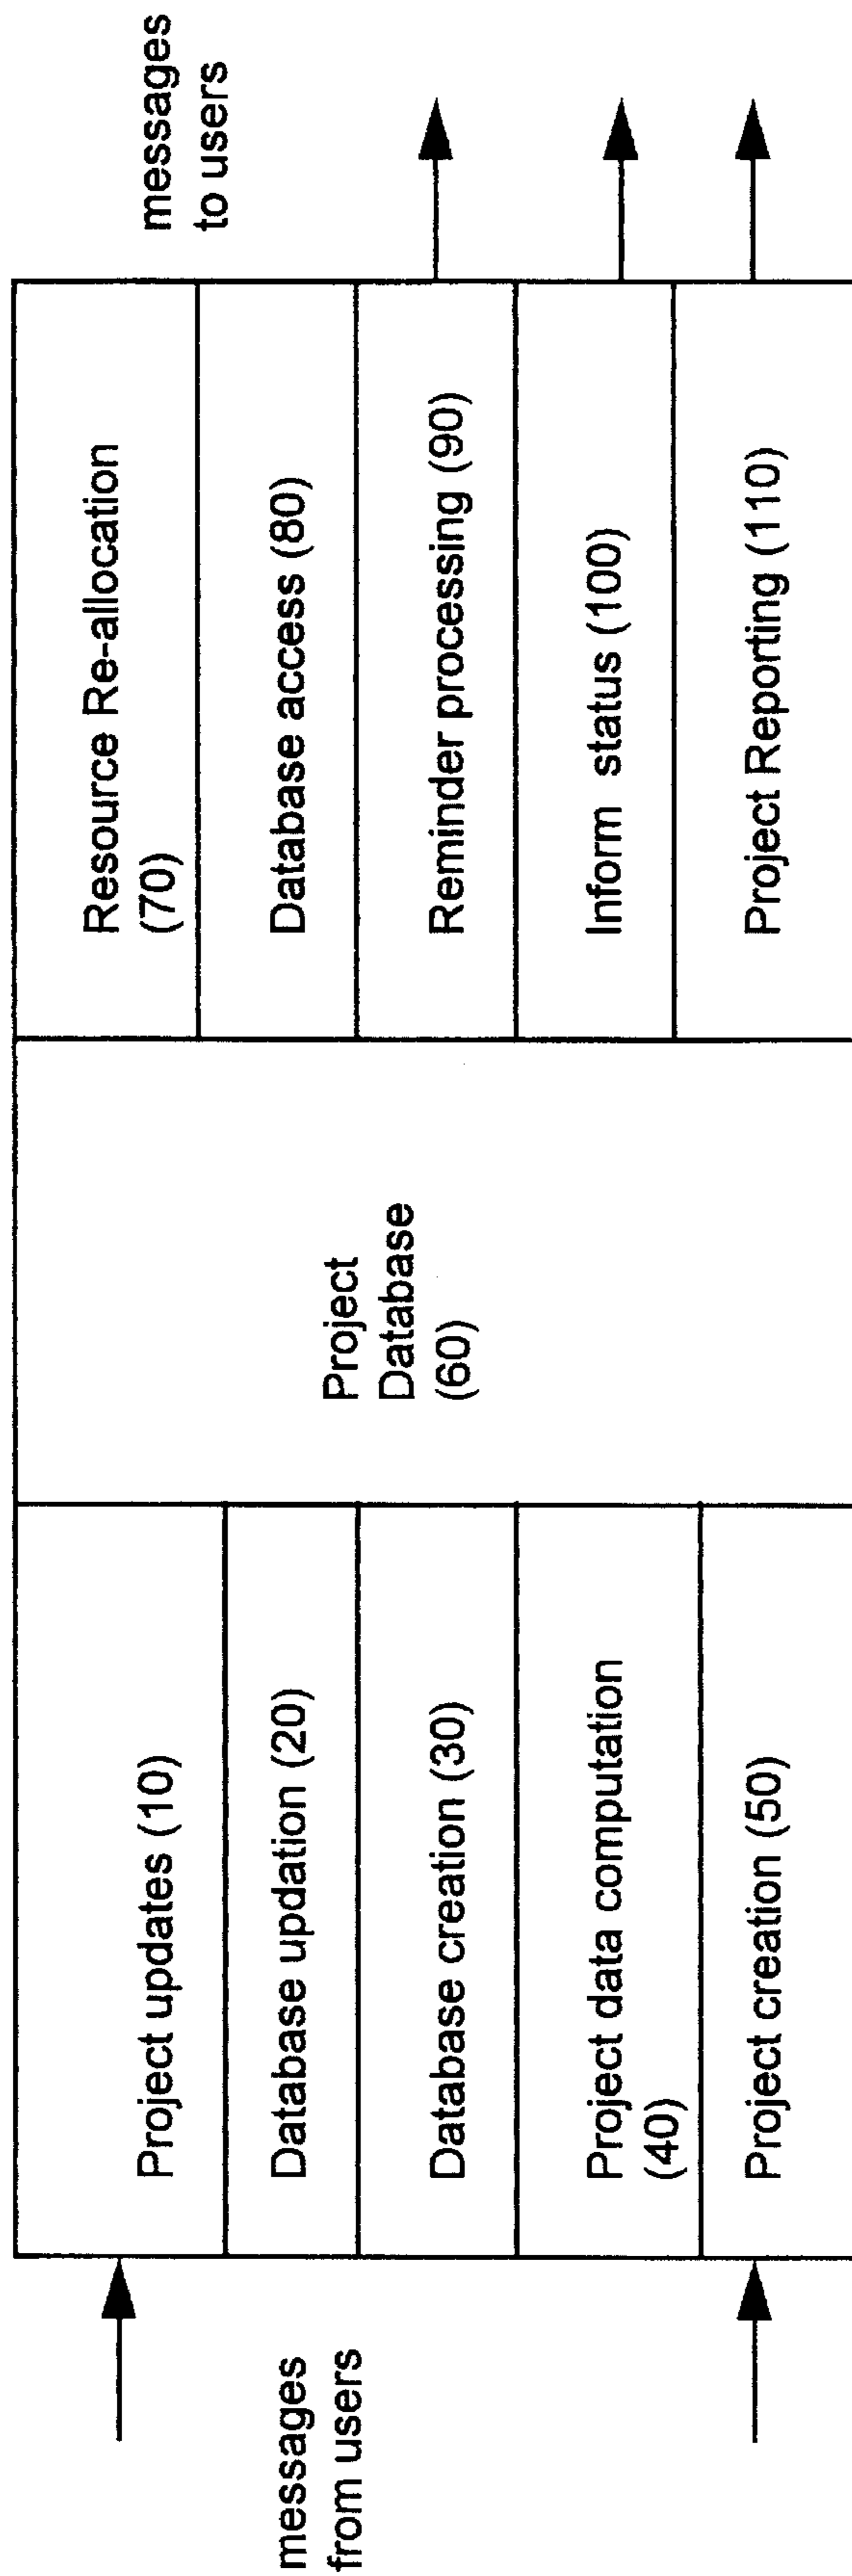 messages
from users
Project updates (10)
Database updation (20)
Database creation (30)
Project data computation
(40)
Project creation (50)
Project
Database
(60)
Resource Re-allocation
(70)
Database access (80)
Reminder processing (90)
Inform status (100)
Project Reporting (110)
messages
to users